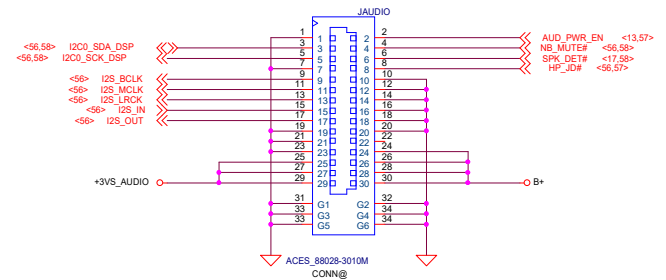 JAUDIO
1 1 2 2 AUD_PWR_EN <13,57>
<56,58> I2C0_SDA_DSP 3 3 4 4 NB_MUTE# <56,58>
<56,58> I2C0_SCK_DSP 5 5 6 6 SPK_DET# <17,58>
7 7 8 8 HP_JD# <56,57>
<56> I2S_BCLK 9 9 10 10
<56> I2S_MCLK 11 11 12 12
<56> I2S_LRCK 13 13 14 14
<56> I2S_IN 15 15 16 16
<56> I2S_OUT 17 17 18 18
19 19 20 20
21 21 22 22
23 23 24 24
25 25 26 26
27 27 28 28
+3VS_AUDIO 29 29 30 30 B+
31 G1 G2 32
33 G3 G4 34
33 G5 G6 34
ACES_88028-3010M
CONN@